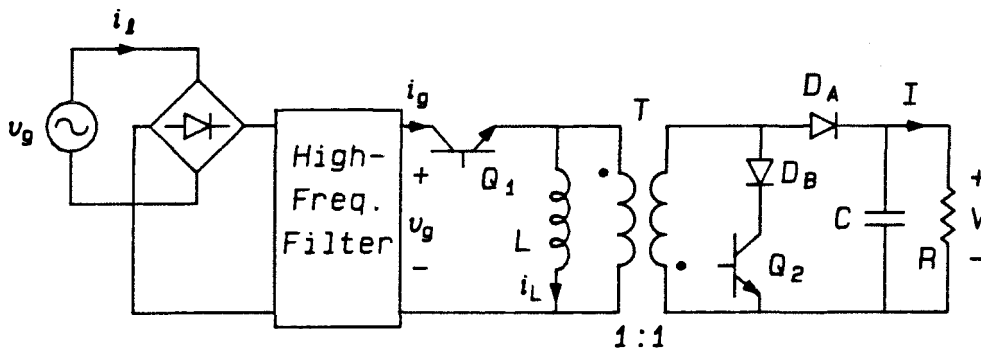 i_l
v_g
High-
Freq.
Filter
i_g
+
v_g
−
Q_1
L
i_L
T
1:1
D_A
D_B
Q_2
I
C
R
+
V
−